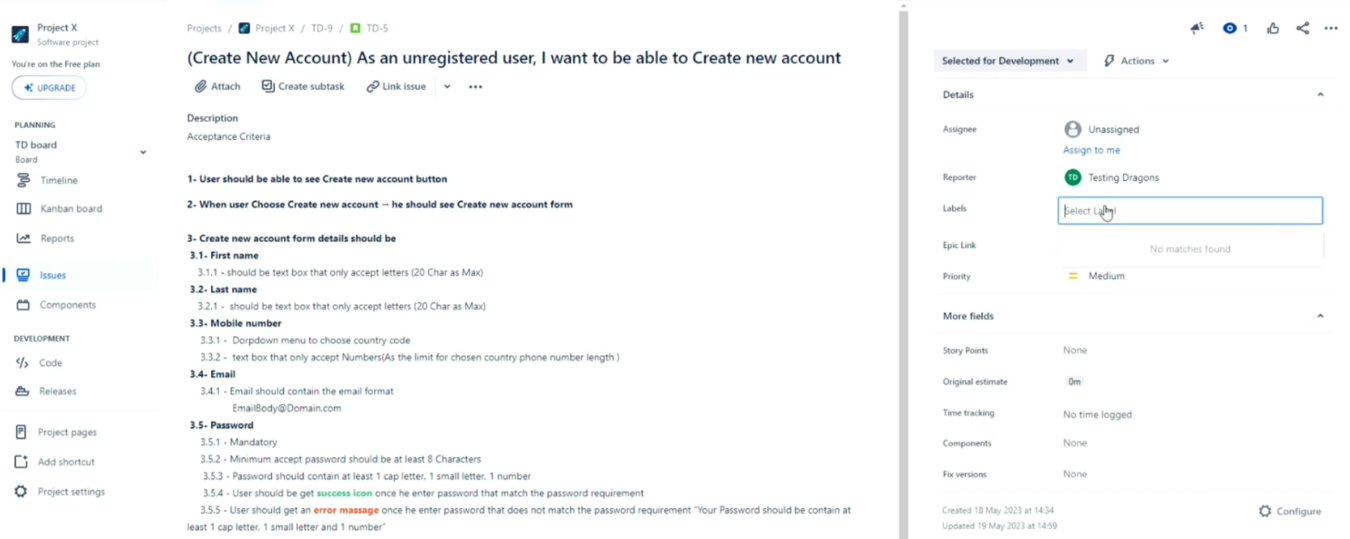 Project X
Software project
You're on the Free plan
UPGRADE
PLANNING
TD board
Board
Timeline
Kanban board
Reports
Issues
Components
DEVELOPMENT
Code
Releases
Project pages
Add shortcut
Project settings
Projects / Project X / TD-9 / TD-5
(Create New Account) As an unregistered user, I want to be able to Create new account
Attach Create subtask Link issue
Description
Acceptance Criteria
1- User should be able to see Create new account button
2- When user Choose Create new account → he should see Create new account form
3- Create new account form details should be
3.1- First name
3.1.1 - should be text box that only accept letters (20 Char as Max)
3.2- Last name
3.2.1 - should be text box that only accept letters (20 Char as Max)
3.3- Mobile number
3.3.1 - Dorpdown menu to choose country code
3.3.2 - text box that only accept Numbers(As the limit for chosen country phone number length )
3.4- Email
3.4.1 - Email should contain the email format
EmailBody@Domain.com
3.5- Password
3.5.1 - Mandatory
3.5.2 - Minimum accept password should be at least 8 Characters
3.5.3 - Password should contain at least 1 cap letter, 1 small letter, 1 number
3.5.4 - User should be get success icon once he enter password that match the password requirement
3.5.5 - User should get an error massage once he enter password that does not match the password requirement "Your Password should be contain at
least 1 cap letter, 1 small letter and 1 number"
1
Selected for Development Actions
Details
Assignee Unassigned
Assign to me
Reporter TD Testing Dragons
Labels Select Label
Epic Link
No matches found
Priority Medium
More fields
Story Points None
Original estimate 0m
Time tracking No time logged
Components None
Fix versions None
Created 18 May 2023 at 14:34
Updated 19 May 2023 at 14:59
Configure